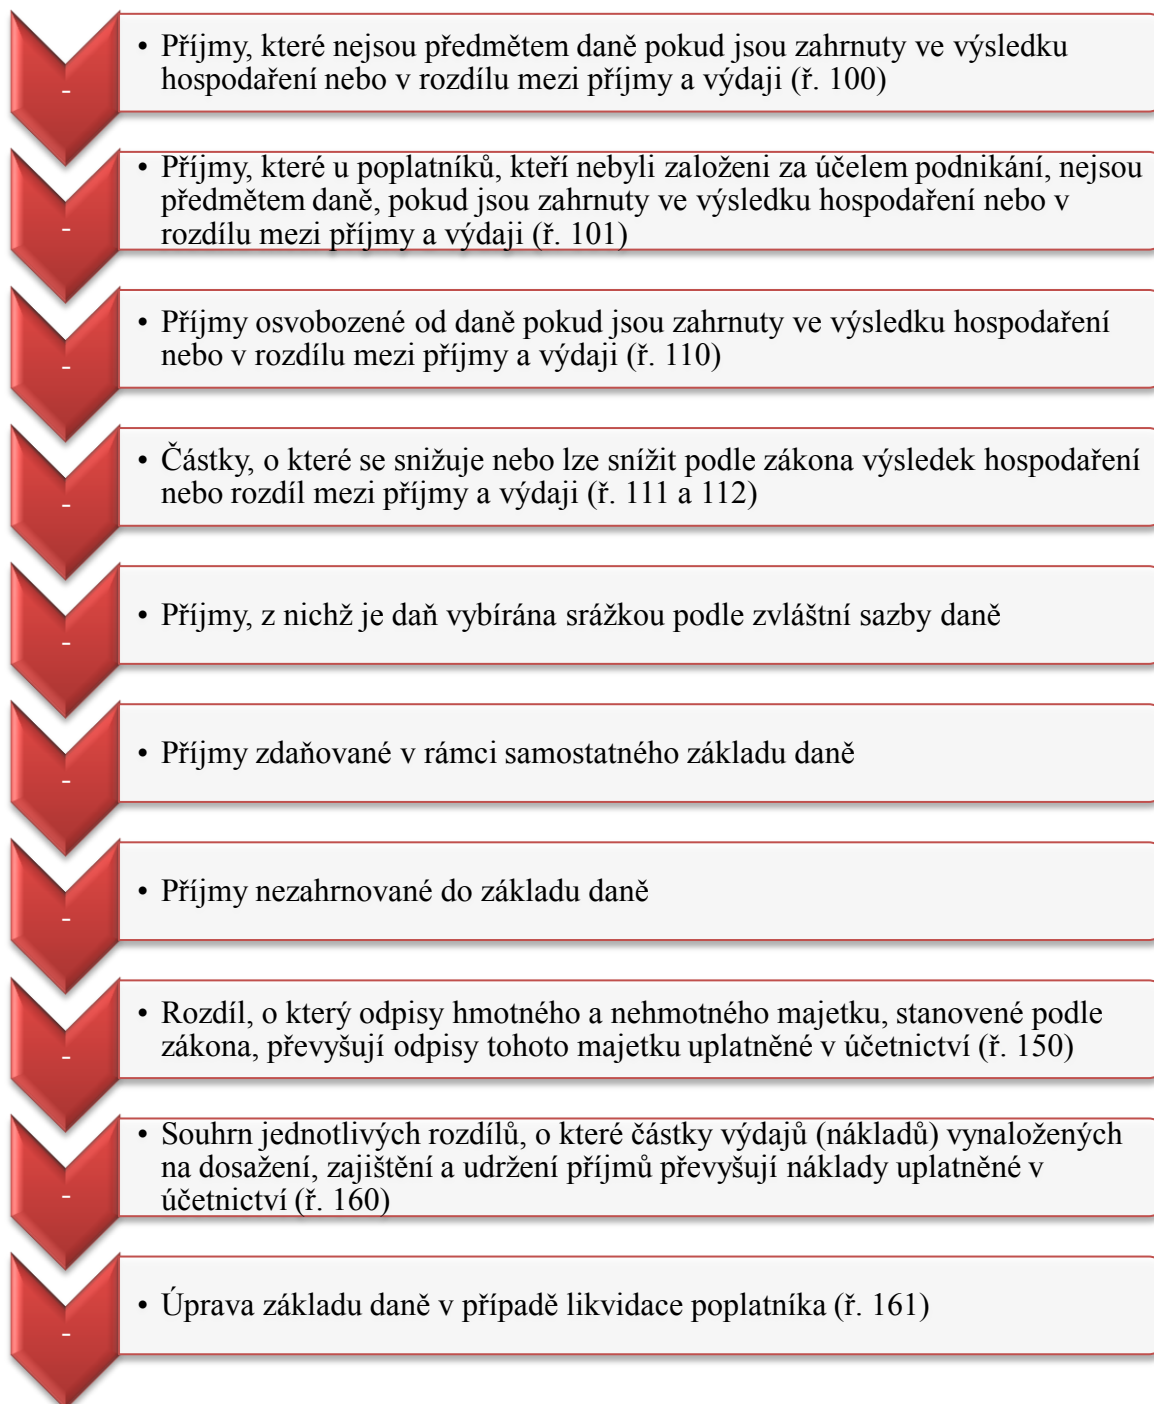 -
• Příjmy, které nejsou předmětem daně pokud jsou zahrnuty ve výsledku
hospodaření nebo v rozdílu mezi příjmy a výdaji (ř. 100)
-
• Příjmy, které u poplatníků, kteří nebyli založeni za účelem podnikání, nejsou
předmětem daně, pokud jsou zahrnuty ve výsledku hospodaření nebo v
rozdílu mezi příjmy a výdaji (ř. 101)
-
• Příjmy osvobozené od daně pokud jsou zahrnuty ve výsledku hospodaření
nebo v rozdílu mezi příjmy a výdaji (ř. 110)
-
• Částky, o které se snižuje nebo lze snížit podle zákona výsledek hospodaření
nebo rozdíl mezi příjmy a výdaji (ř. 111 a 112)
-
• Příjmy, z nichž je daň vybírána srážkou podle zvláštní sazby daně
-
• Příjmy zdaňované v rámci samostatného základu daně
-
• Příjmy nezahrnované do základu daně
-
• Rozdíl, o který odpisy hmotného a nehmotného majetku, stanovené podle
zákona, převyšují odpisy tohoto majetku uplatněné v účetnictví (ř. 150)
-
• Souhrn jednotlivých rozdílů, o které částky výdajů (nákladů) vynaložených
na dosažení, zajištění a udržení příjmů převyšují náklady uplatněné v
účetnictví (ř. 160)
-
• Úprava základu daně v případě likvidace poplatníka (ř. 161)